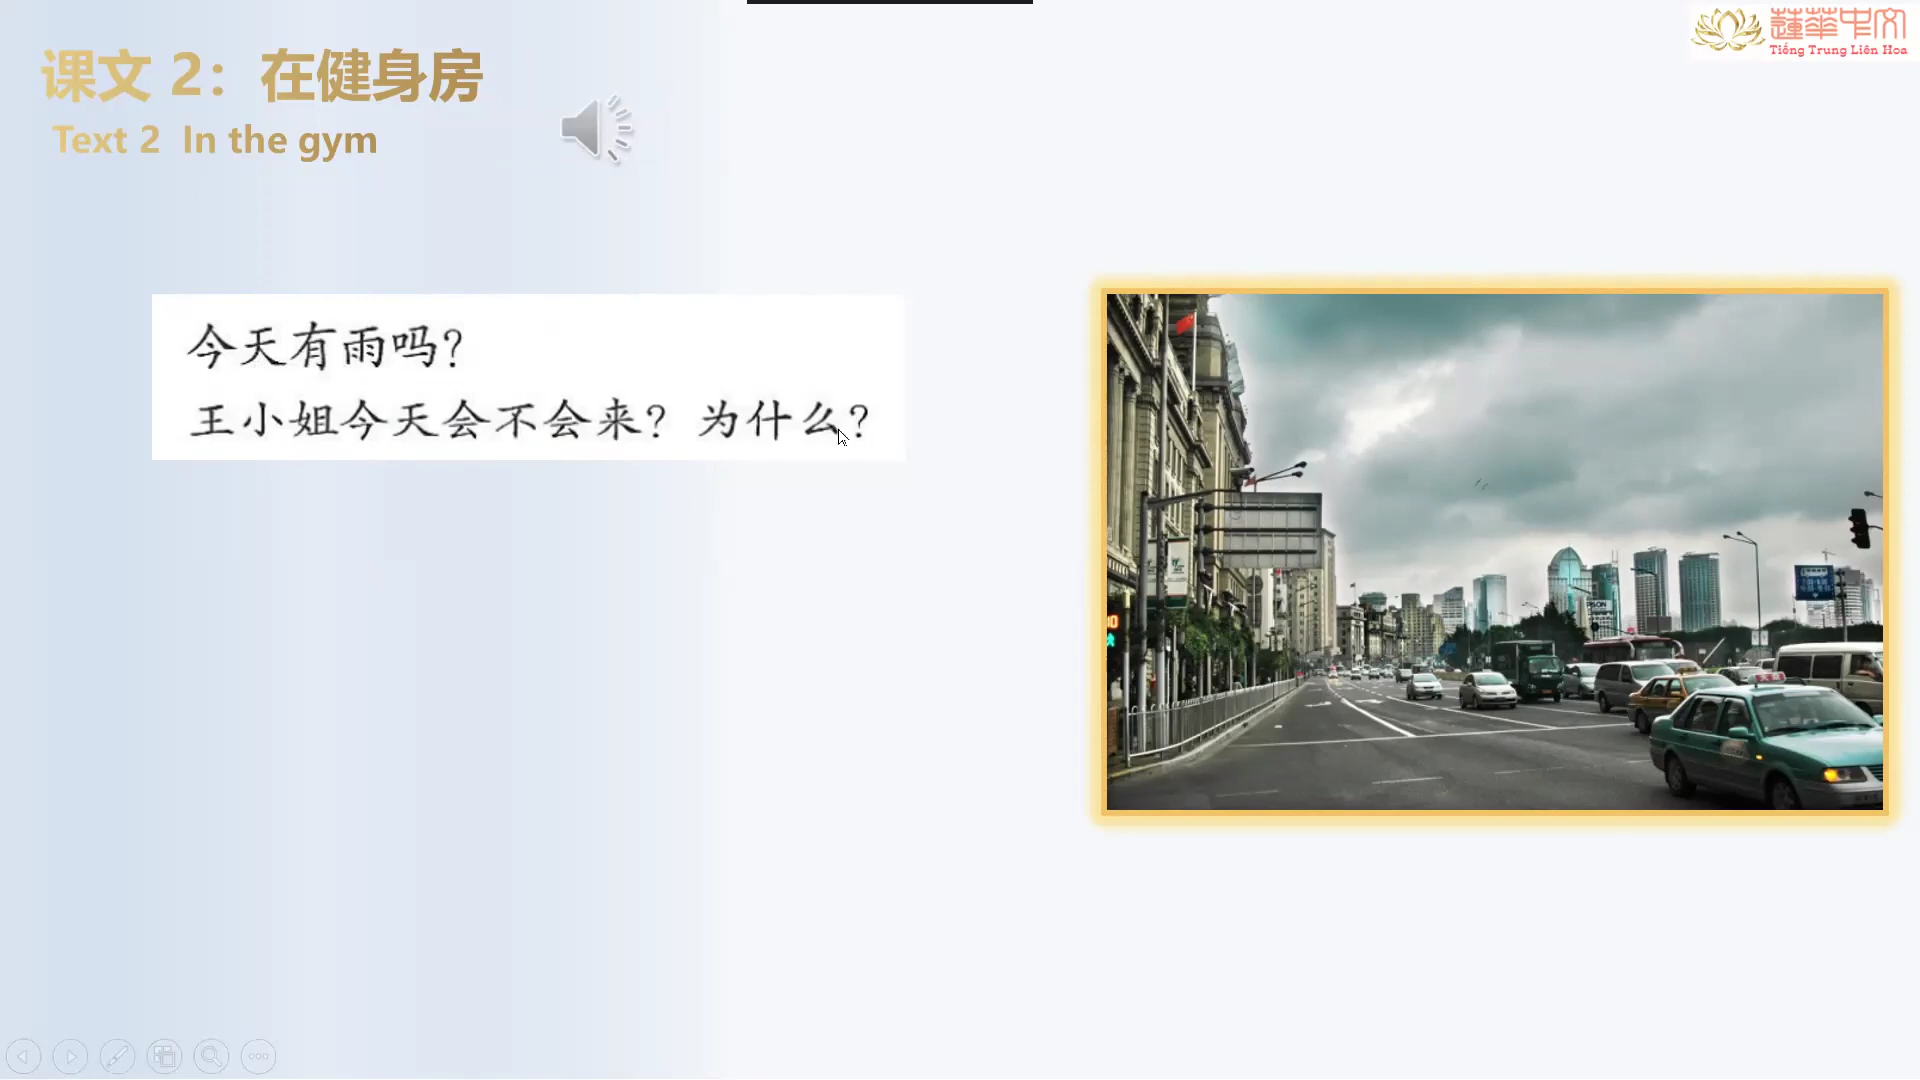 课文 2：在健身房
Text 2 In the gym
蓮華中文
Tiếng Trung Liên Hoa
今天有雨吗？
王小姐今天会不会来？ 为什么？